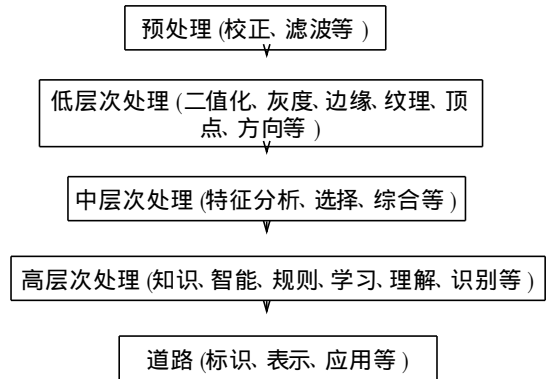 预处理 (校正、滤波等 )
低层次处理 (二值化、灰度、边缘、纹理、顶
点、方向等 )
中层次处理 (特征分析、选择、综合等 )
高层次处理 (知识、智能、规则、学习、理解、识别等 )
道路 (标识、表示、应用等 )